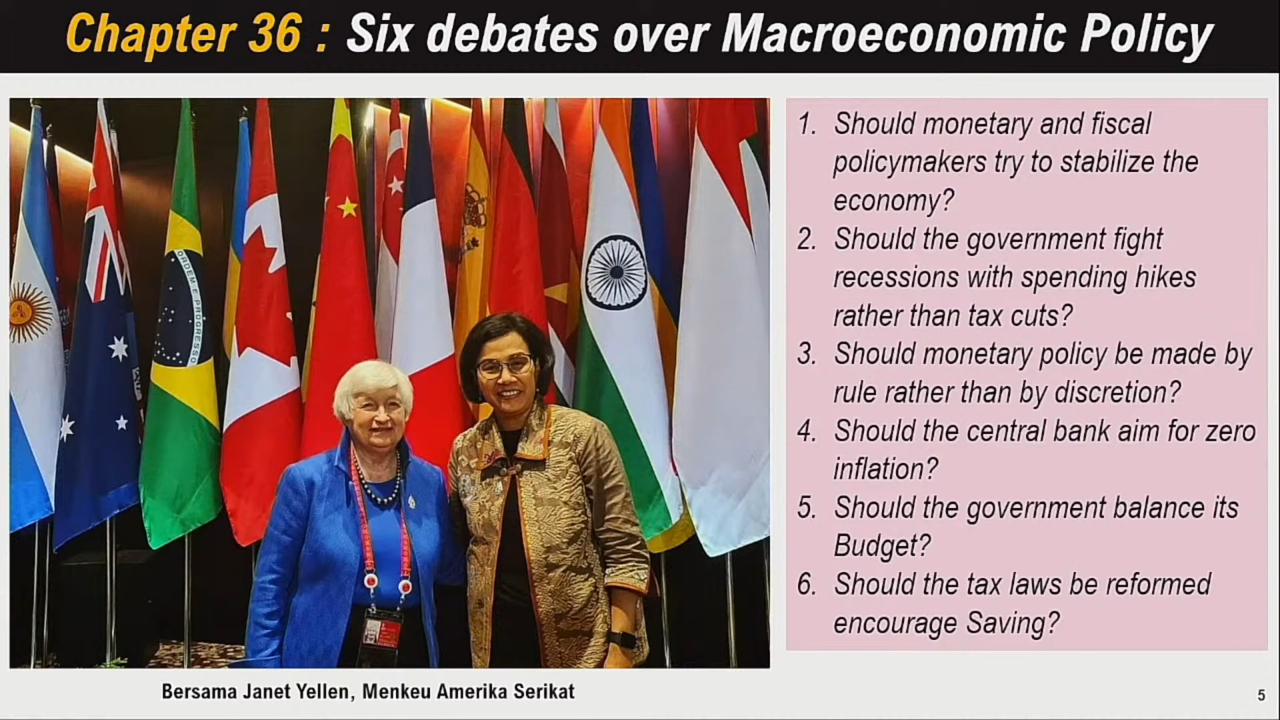 Chapter 36 : Six debates over Macroeconomic Policy
1. Should monetary and fiscal
policymakers try to stabilize the
economy?
2. Should the government fight
recessions with spending hikes
rather than tax cuts?
3. Should monetary policy be made by
rule rather than by discretion?
4. Should the central bank aim for zero
inflation?
5. Should the government balance its
Budget?
6. Should the tax laws be reformed
encourage Saving?
ORDEM E PROGRESSO
Bersama Janet Yellen, Menkeu Amerika Serikat
5